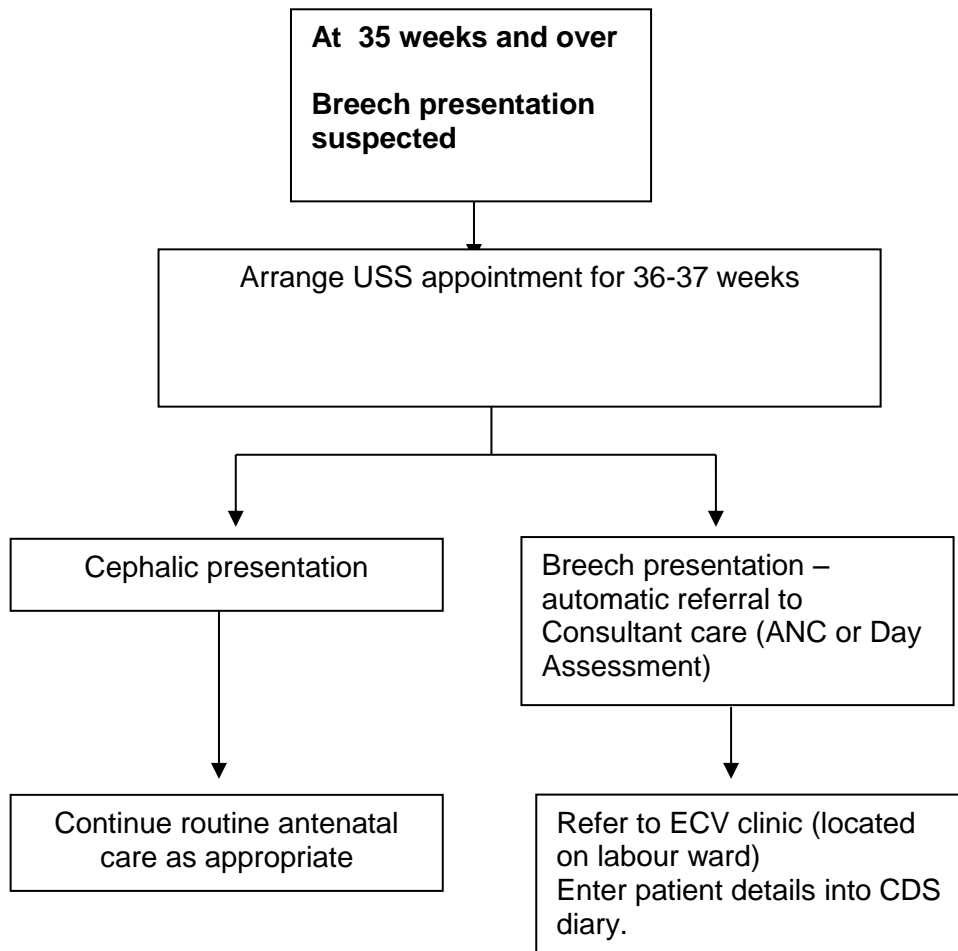 At 35 weeks and over
Breech presentation
suspected
Arrange USS appointment for 36-37 weeks
Cephalic presentation
Breech presentation –
automatic referral to
Consultant care (ANC or Day
Assessment)
Continue routine antenatal
care as appropriate
Refer to ECV clinic (located
on labour ward)
Enter patient details into CDS
diary.